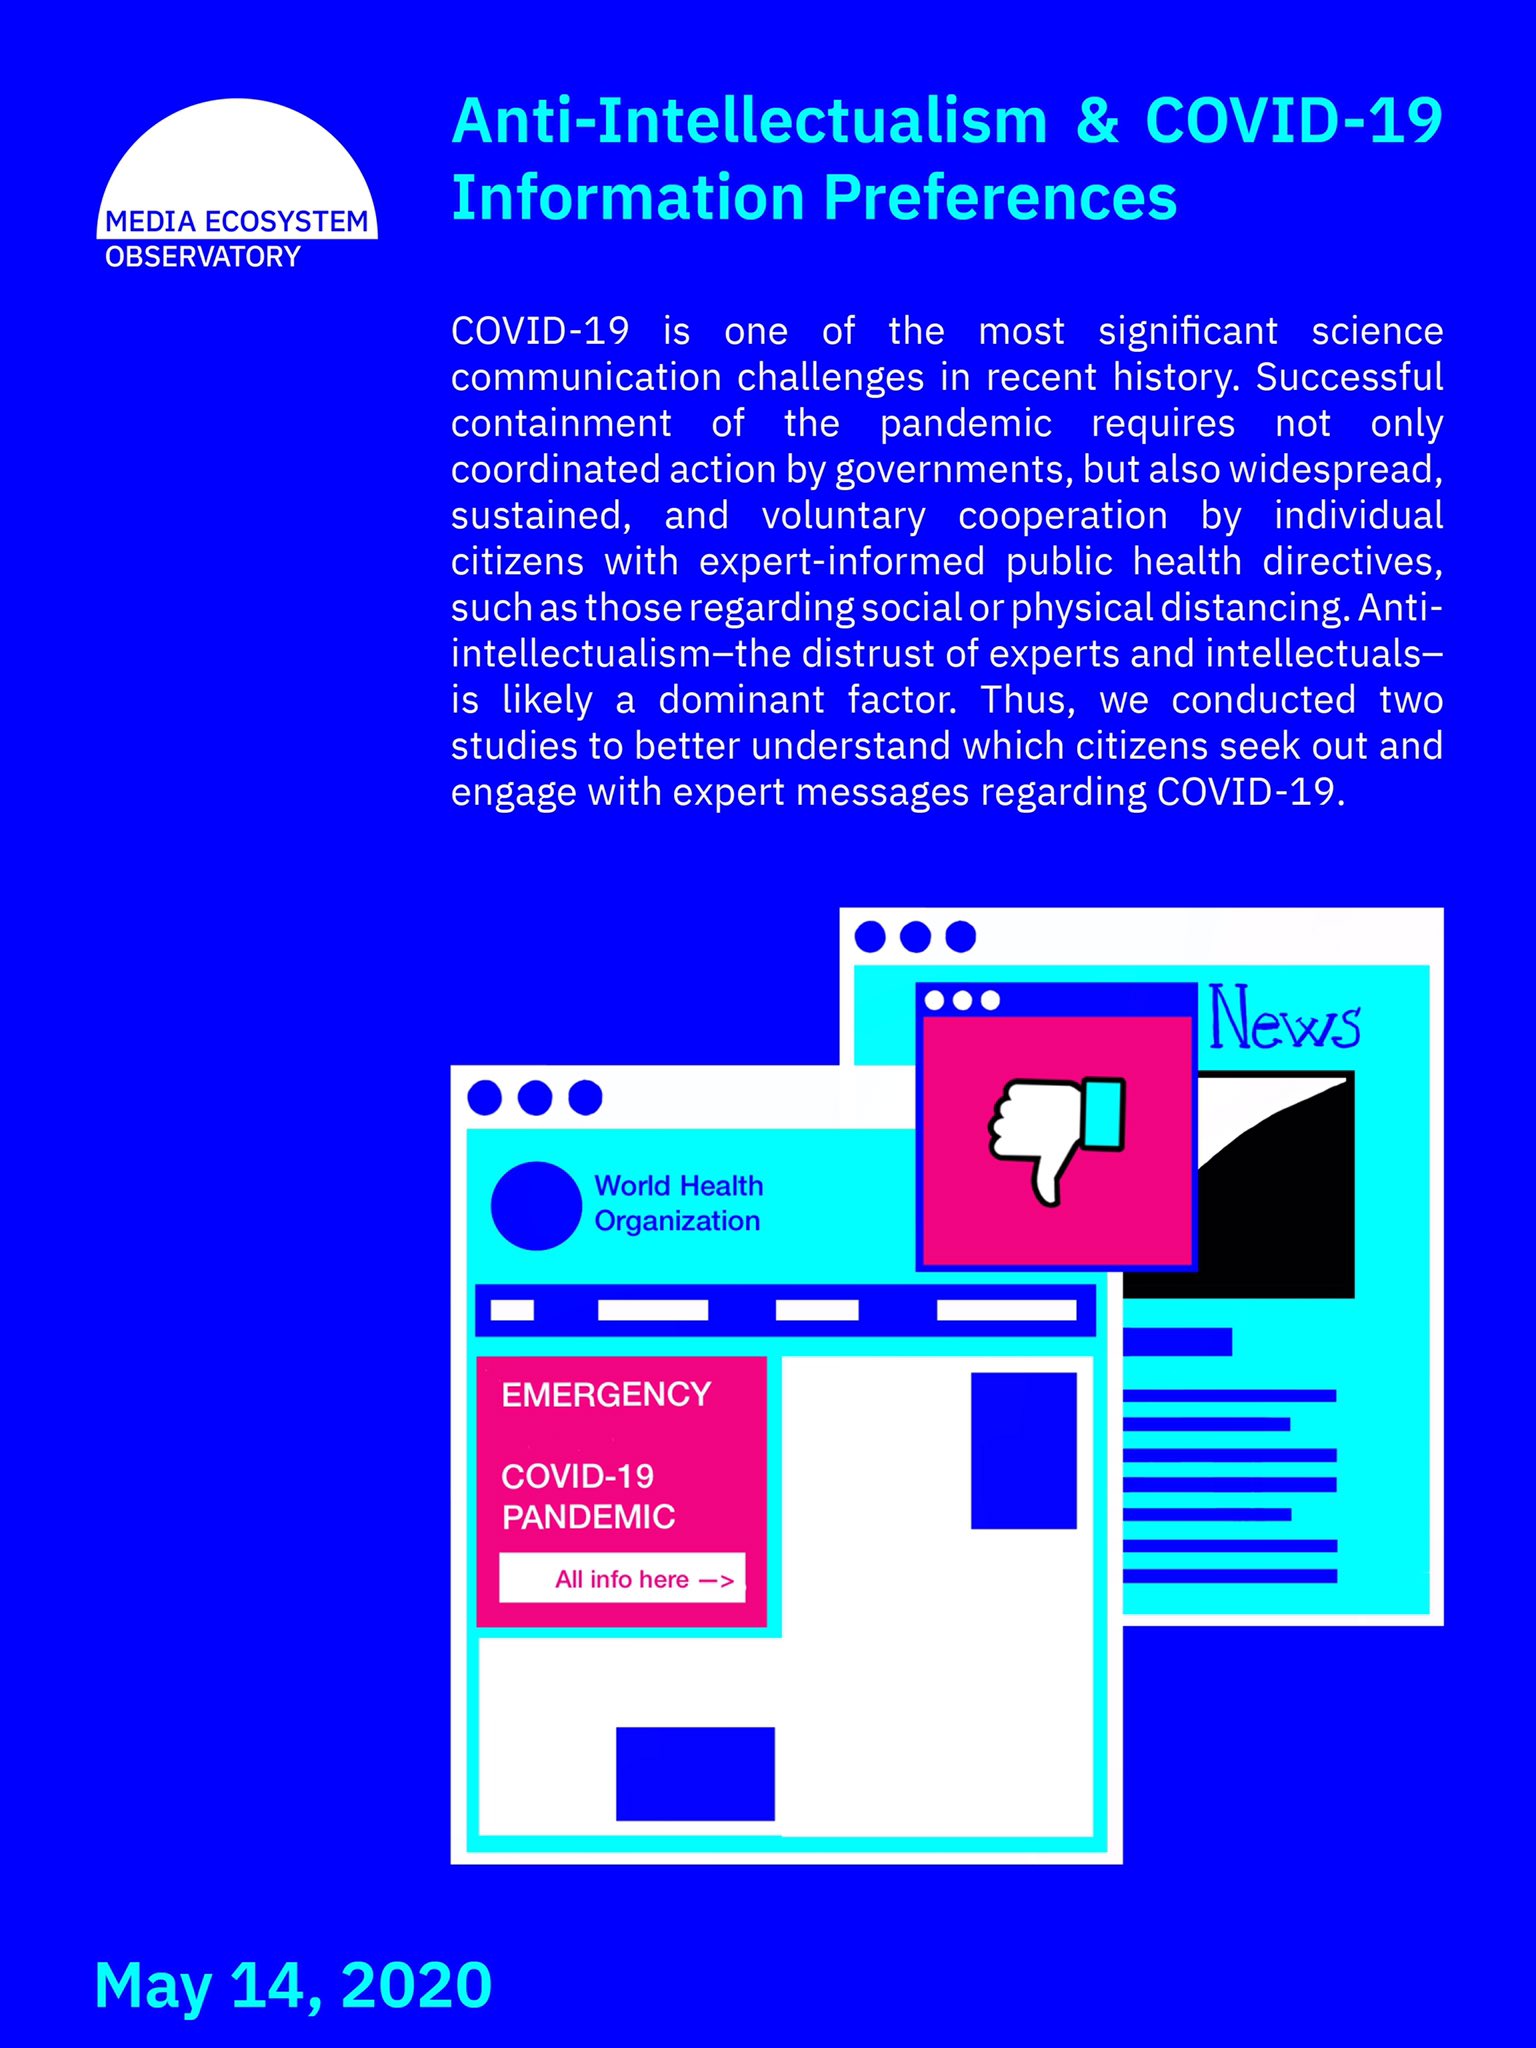 MEDIA ECOSYSTEM
OBSERVATORY
Anti-Intellectualism & COVID-19
Information Preferences
COVID-19 is one of the most significant science
communication challenges in recent history. Successful
containment of the pandemic requires not only
coordinated action by governments, but also widespread,
sustained, and voluntary cooperation by individual
citizens with expert-informed public health directives,
such as those regarding social or physical distancing. Anti-
intellectualism—the distrust of experts and intellectuals—
is likely a dominant factor. Thus, we conducted two
studies to better understand which citizens seek out and
engage with expert messages regarding COVID-19.
News
World Health
Organization
EMERGENCY
COVID-19
PANDEMIC
All info here —>
May 14, 2020